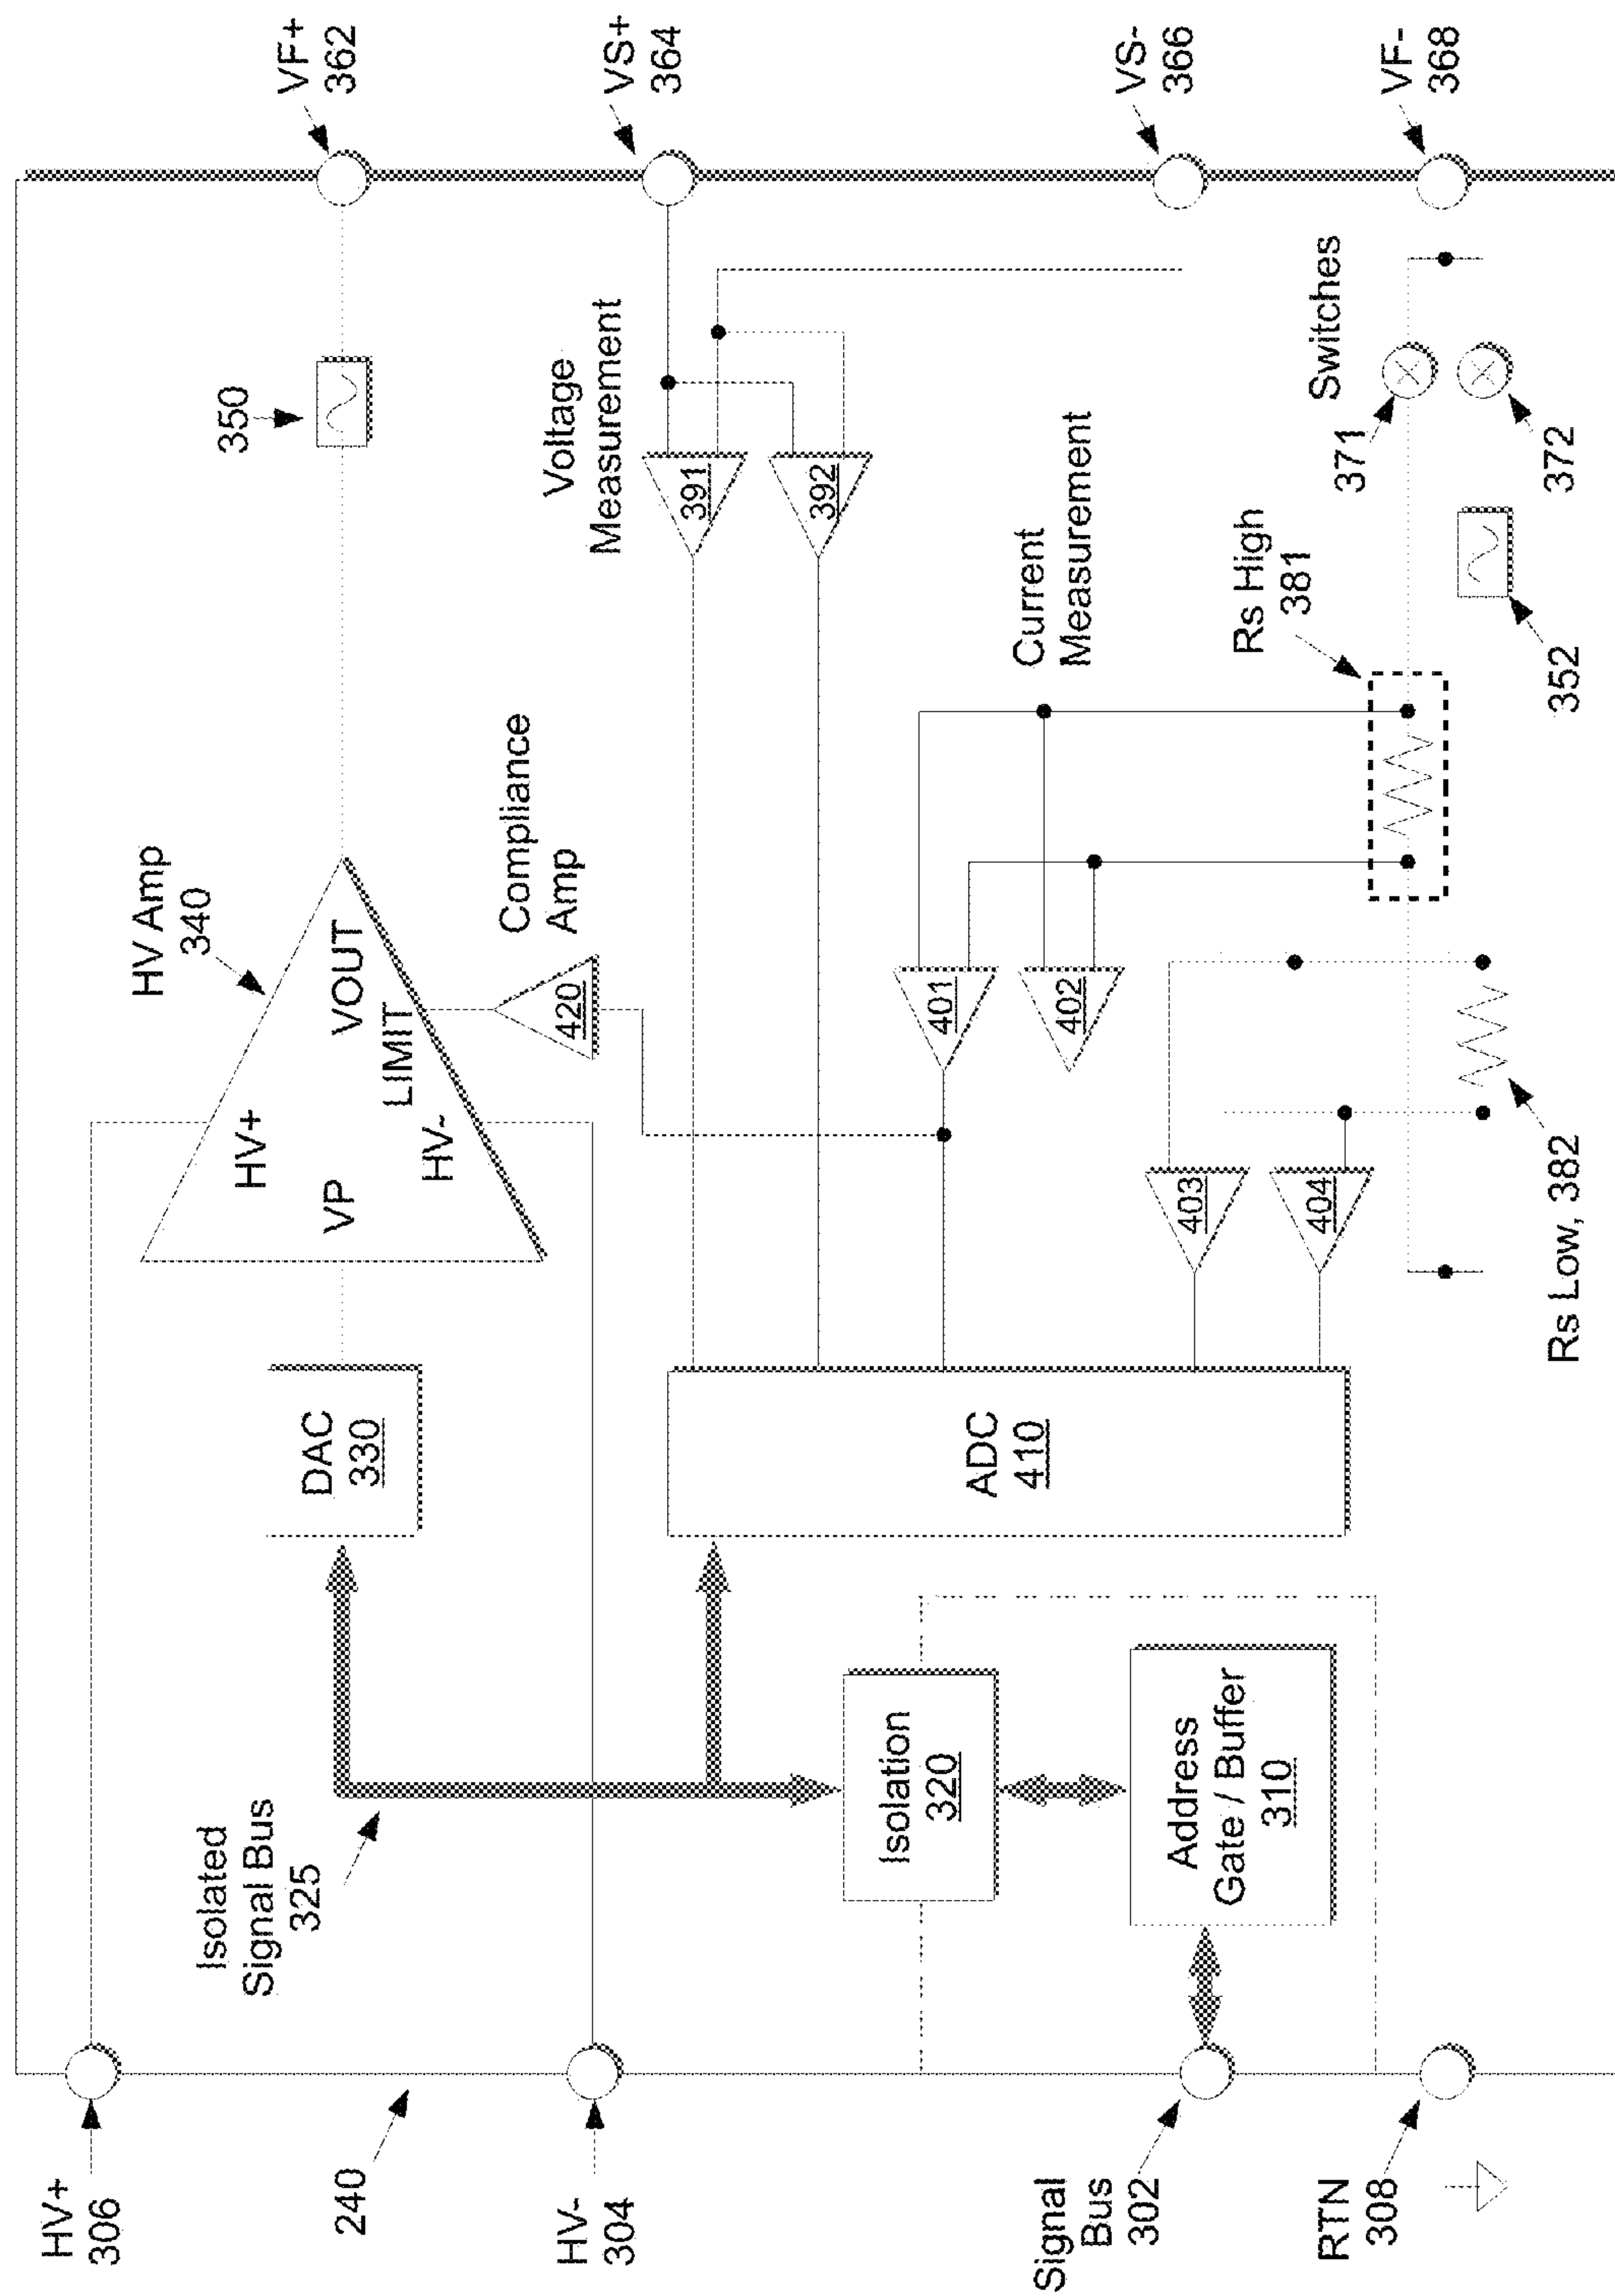 HV+
306
240
HV-
304
Signal
Bus
302
RTN
308
Isolated
Signal Bus
325
Isolation
320
Address
Gate / Buffer
310
DAC
330
ADC
410
HV Amp
340
HV+
VP
HV-
VOUT
LIMIT
Compliance
Amp
420
350
Voltage
Measurement
391
392
Current
Measurement
401
402
403
404
Rs High
381
Rs Low, 382
352
Switches
371
372
VF+
362
VS+
364
VS-
366
VF-
368